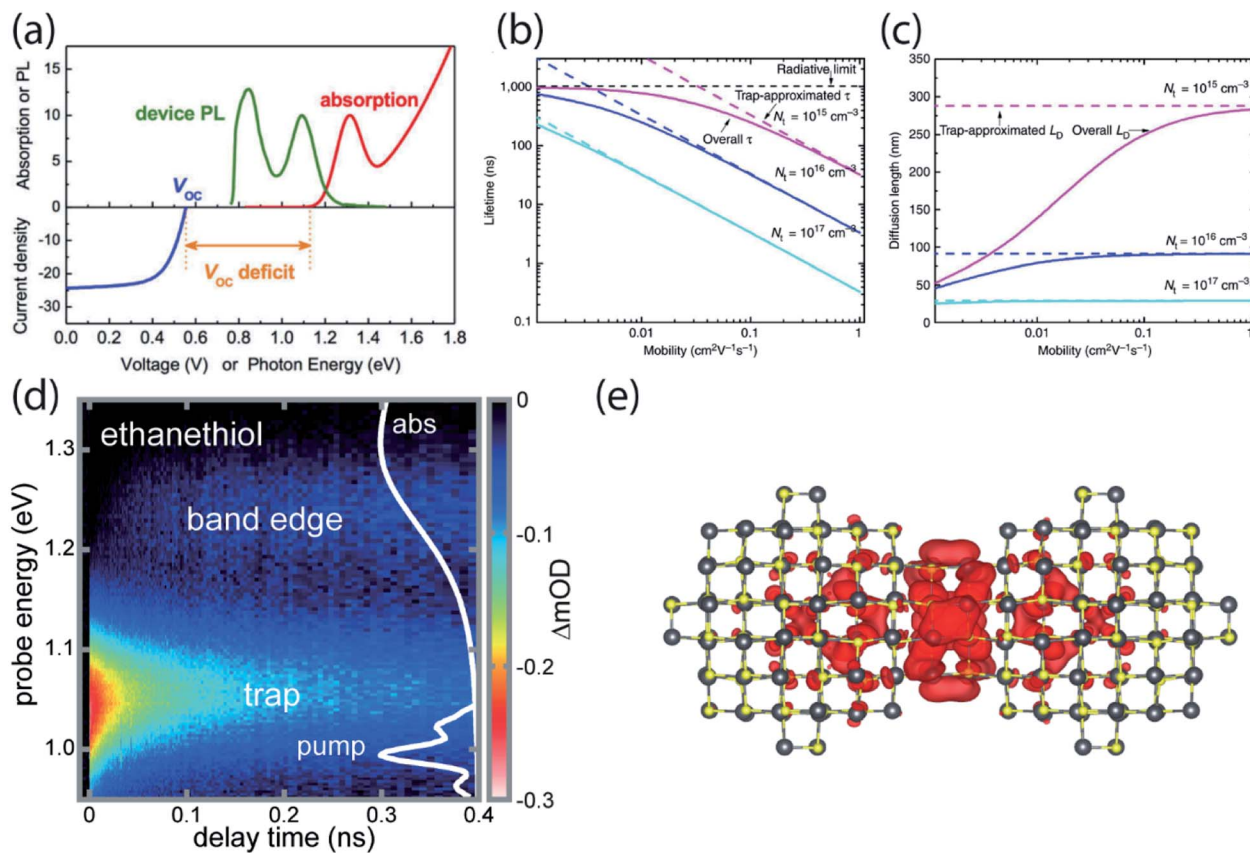 (a)
Absorption or PL
15
10
5
0
device PL
absorption
V_oc
V_oc deficit
Current density
-10
-20
-30
0.0 0.2 0.4 0.6 0.8 1.0 1.2 1.4 1.6 1.8
Voltage (V) or Photon Energy (eV)
(b)
Lifetime (ns)
1,000
100
10
1
0.1
Radiative limit
Trap-approximated τ
N_t = 10^15 cm^−3
Overall τ
N_t = 10^16 cm^−3
N_t = 10^17 cm^−3
0.01 0.1 1
Mobility (cm^2V^−1s^−1)
(c)
Diffusion length (nm)
350
300
250
200
150
100
50
0
N_t = 10^15 cm^−3
Trap-approximated L_D Overall L_D
N_t = 10^16 cm^−3
N_t = 10^17 cm^−3
0.01 0.1 1
Mobility (cm^2V^−1s^−1)
(d)
probe energy (eV)
1.3
1.2
1.1
1.0
ethanethiol
abs
band edge
trap
pump
0 0.1 0.2 0.3 0.4
delay time (ns)
0
-0.1
-0.2
-0.3
ΔmOD
(e)